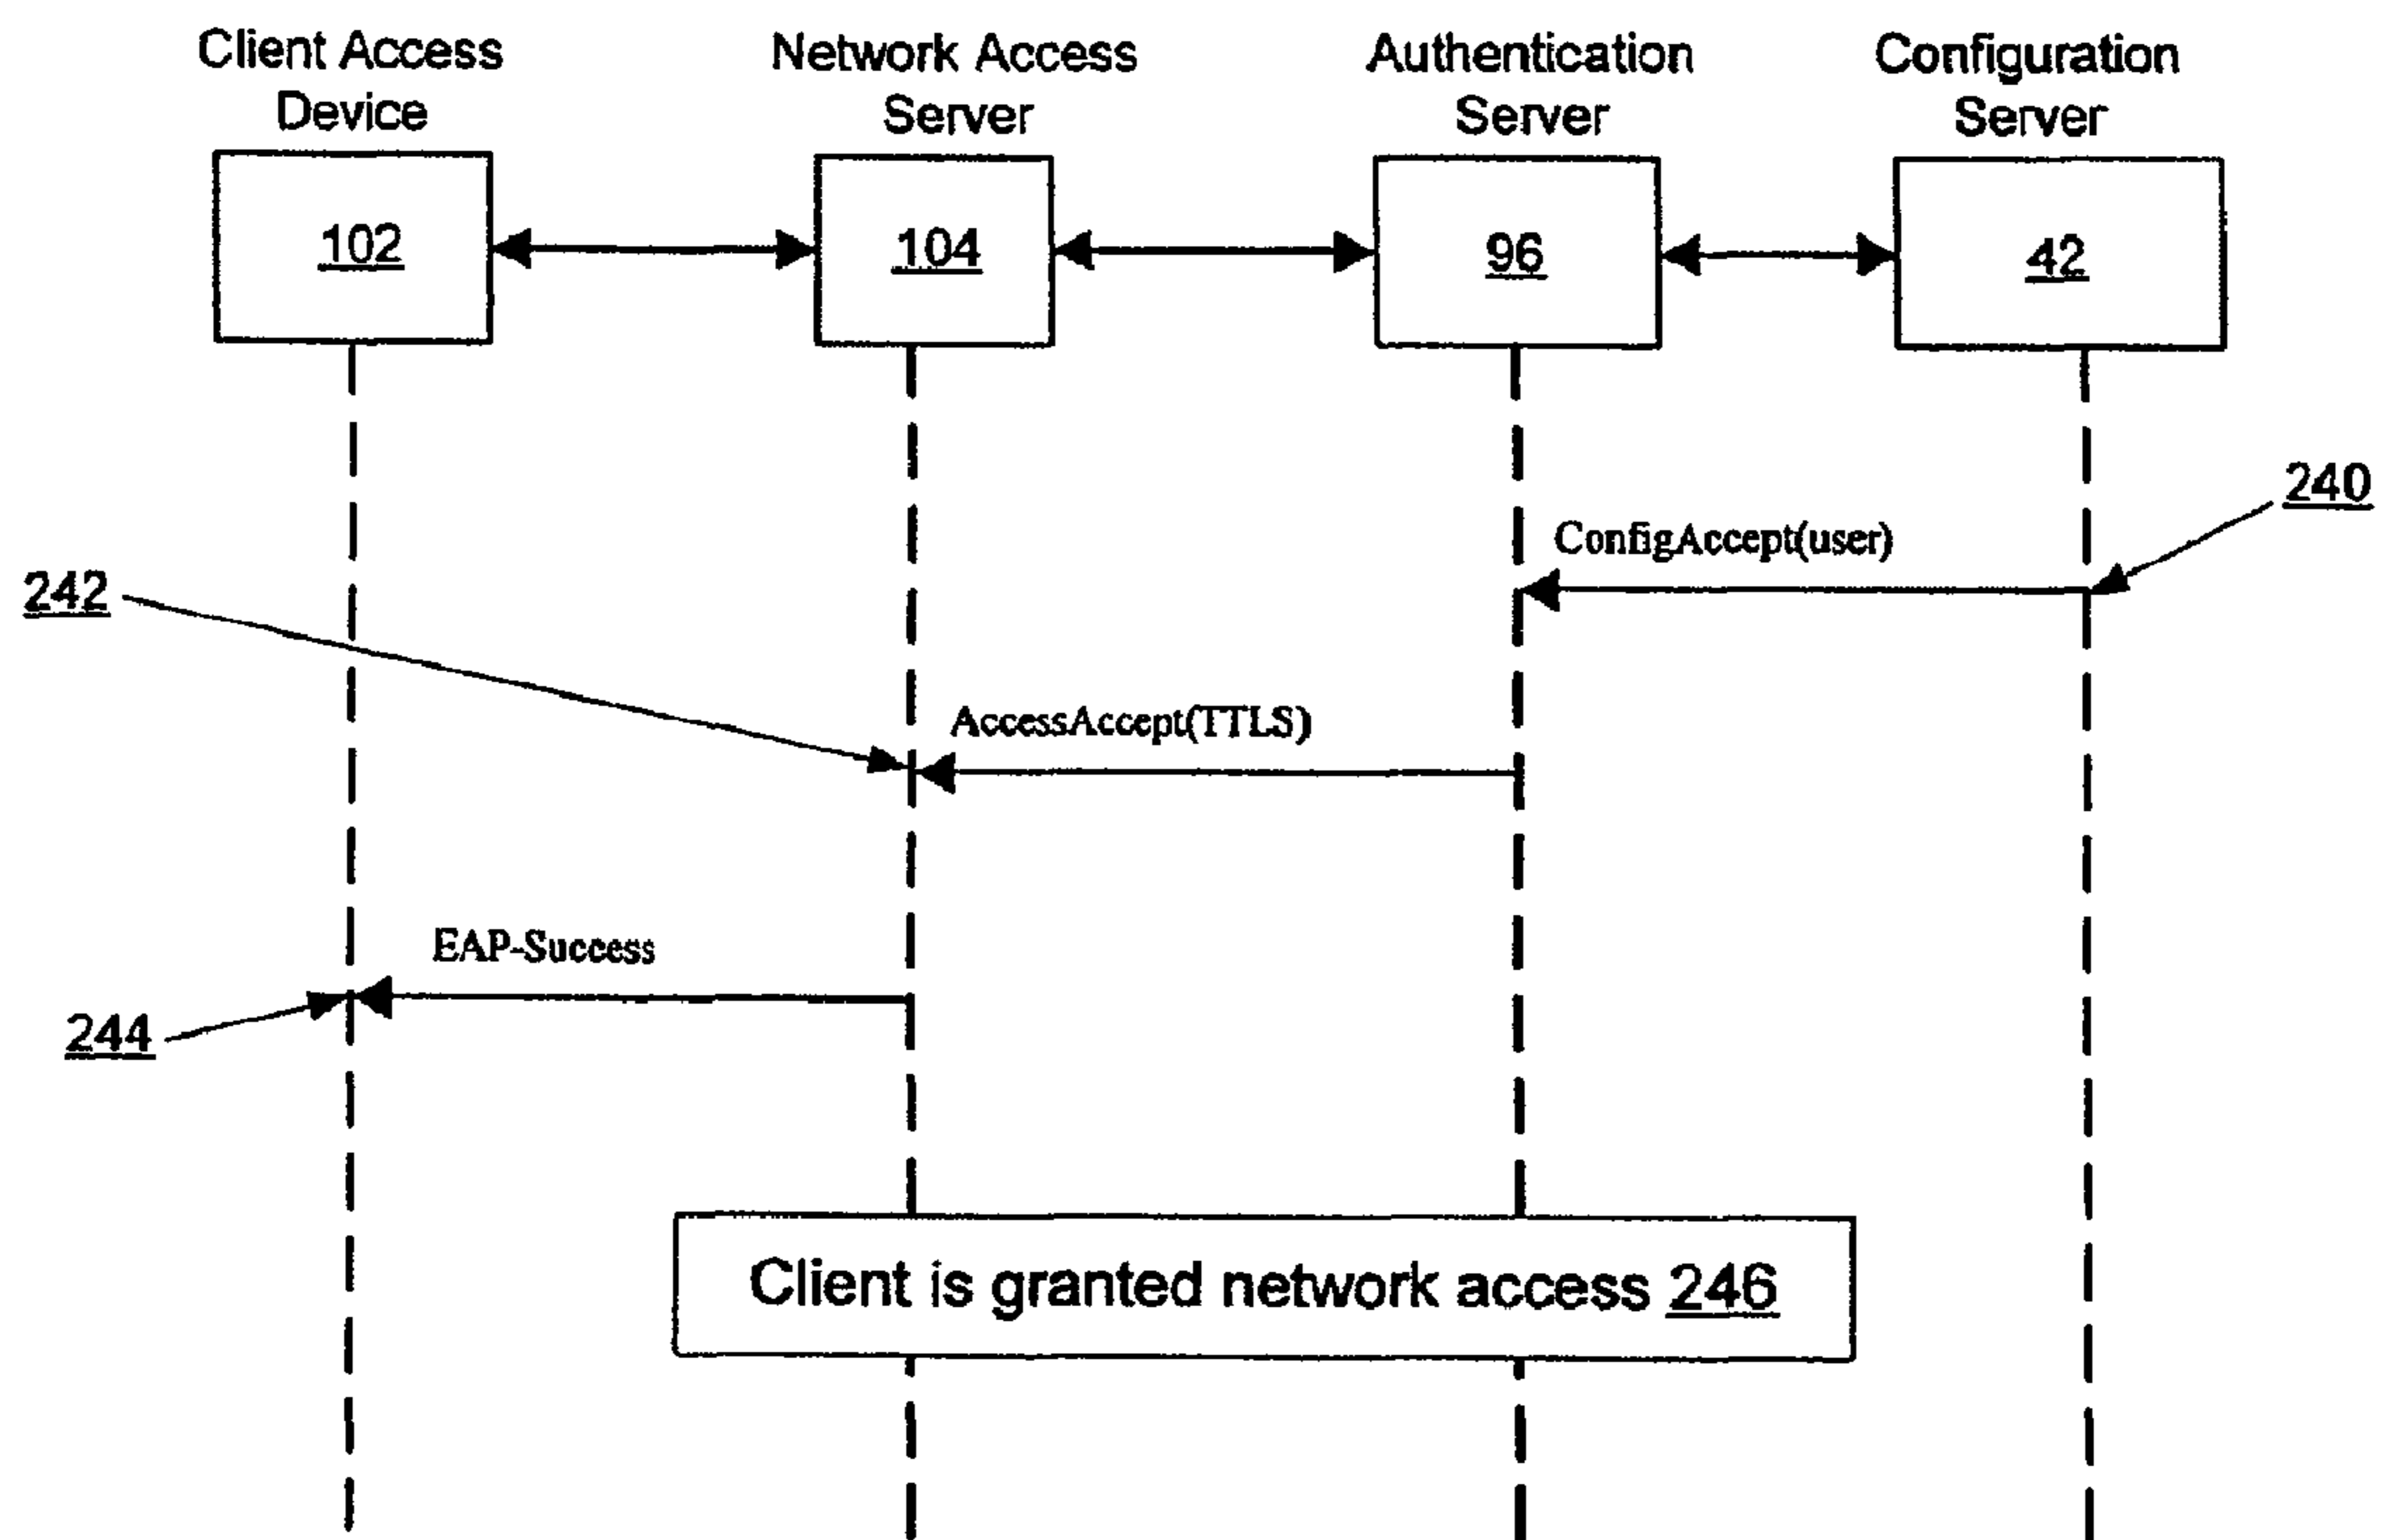 Client Access
Device
Network Access
Server
Authentication
Server
Configuration
Server
102
104
96
42
240
ConfigAccept(user)
242
AccessAccept(TTLS)
EAP-Success
244
Client is granted network access 246